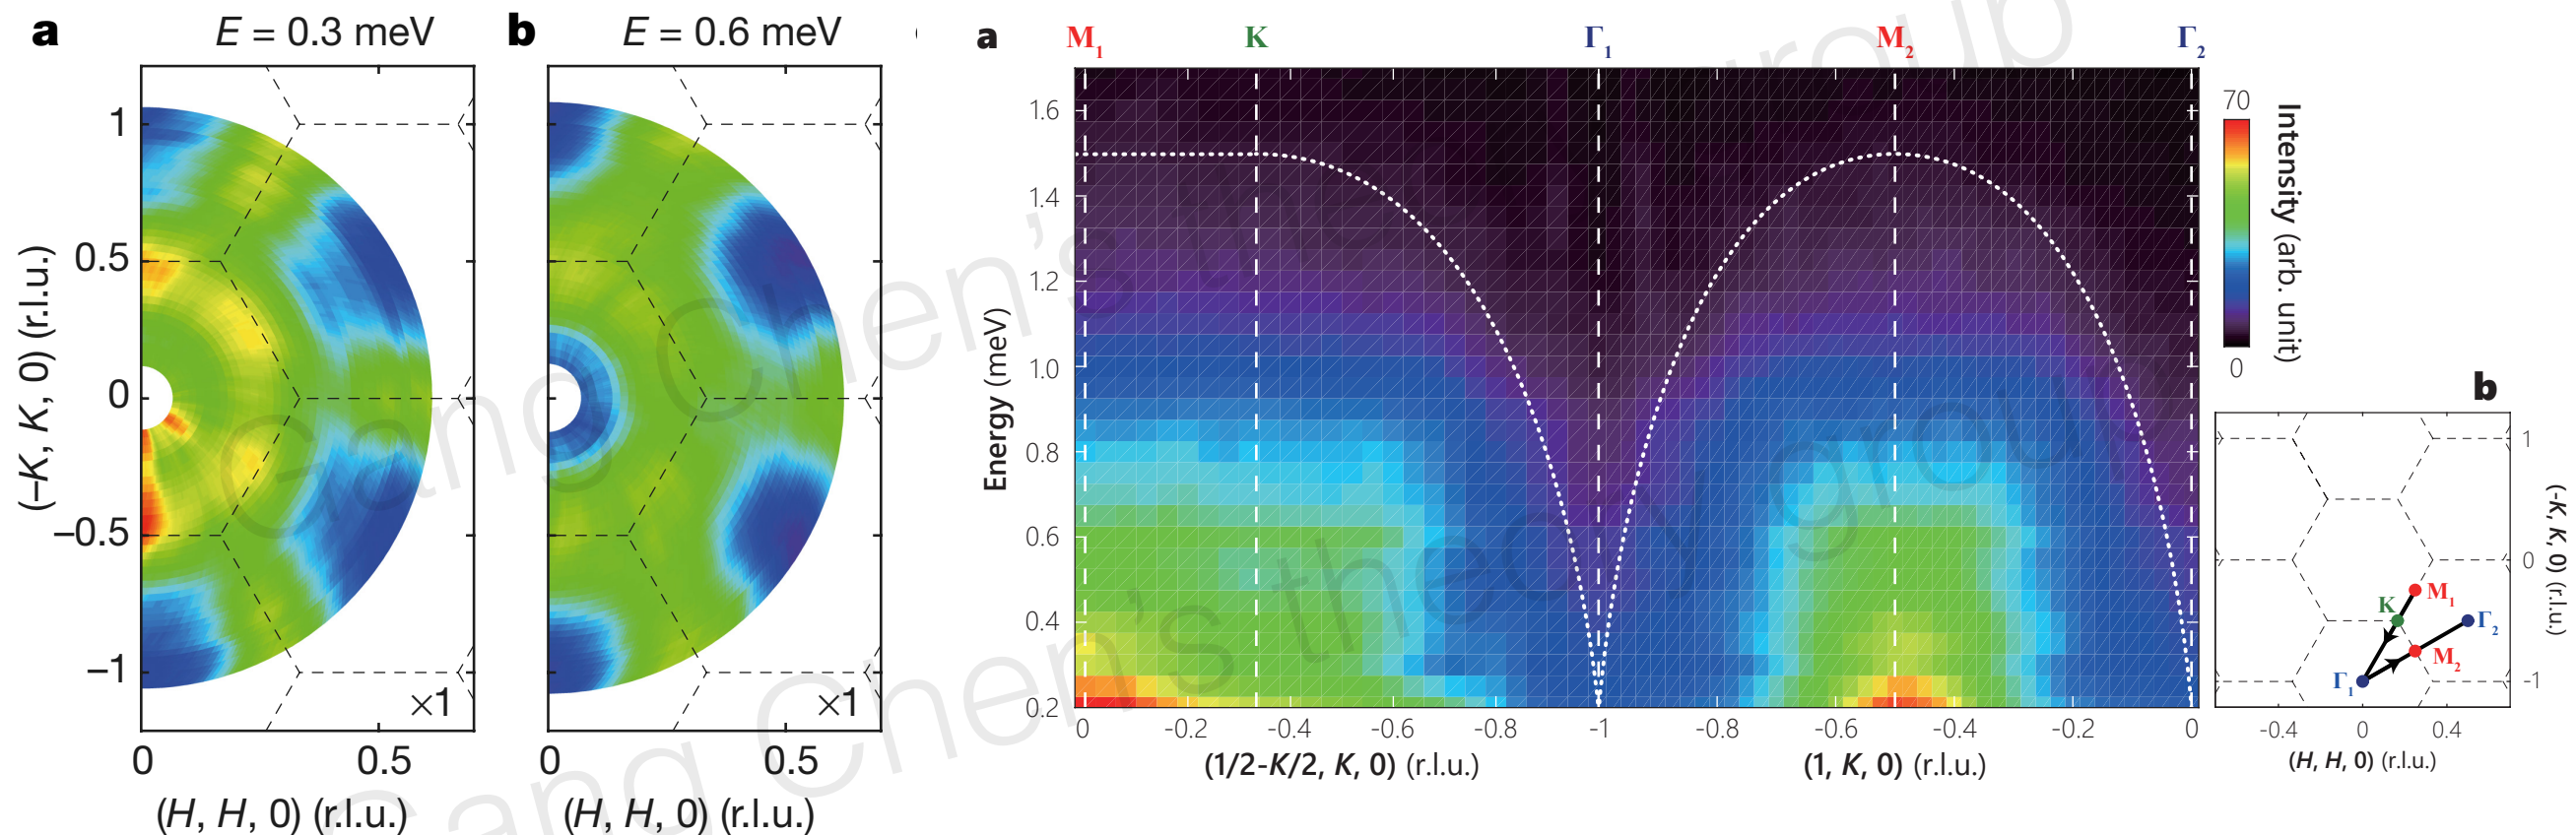 a
E = 0.3 meV
1
0.5
0
−0.5
−1
(−K, K, 0) (r.l.u.)
×1
0
0.5
(H, H, 0) (r.l.u.)
b
E = 0.6 meV
×1
0
0.5
(H, H, 0) (r.l.u.)
a
M1
K
Γ1
M2
Γ2
1.6
1.4
1.2
1.0
0.8
0.6
0.4
0.2
Energy (meV)
0
-0.2
-0.4
-0.6
-0.8
-1
-0.8
-0.6
-0.4
-0.2
0
(1/2-K/2, K, 0) (r.l.u.)
(1, K, 0) (r.l.u.)
70
0
Intensity (arb. unit)
b
1
0
-1
(-K, K, 0) (r.l.u.)
K
M1
Γ2
M2
Γ1
-0.4
0
0.4
(H, H, 0) (r.l.u.)
Gang Chen's theory group
Gang Chen's theory group